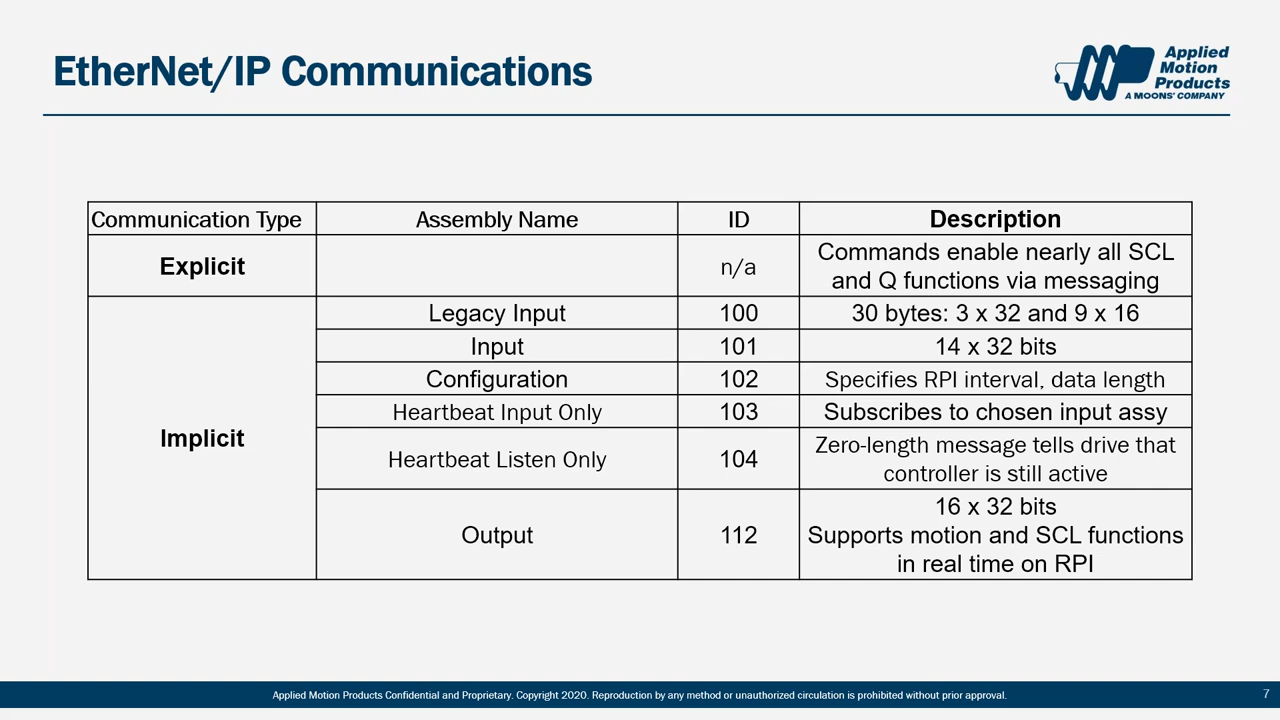 EtherNet/IP Communications
Applied
Motion
Products
A MOONS' COMPANY
Communication Type Assembly Name ID Description
Explicit n/a Commands enable nearly all SCL
and Q functions via messaging
Implicit
Legacy Input 100 30 bytes: 3 x 32 and 9 x 16
Input 101 14 x 32 bits
Configuration 102 Specifies RPI interval, data length
Heartbeat Input Only 103 Subscribes to chosen input assy
Heartbeat Listen Only 104 Zero-length message tells drive that
controller is still active
Output 112 16 x 32 bits
Supports motion and SCL functions
in real time on RPI
Applied Motion Products Confidential and Proprietary. Copyright 2020. Reproduction by any method or unauthorized circulation is prohibited without prior approval.
7